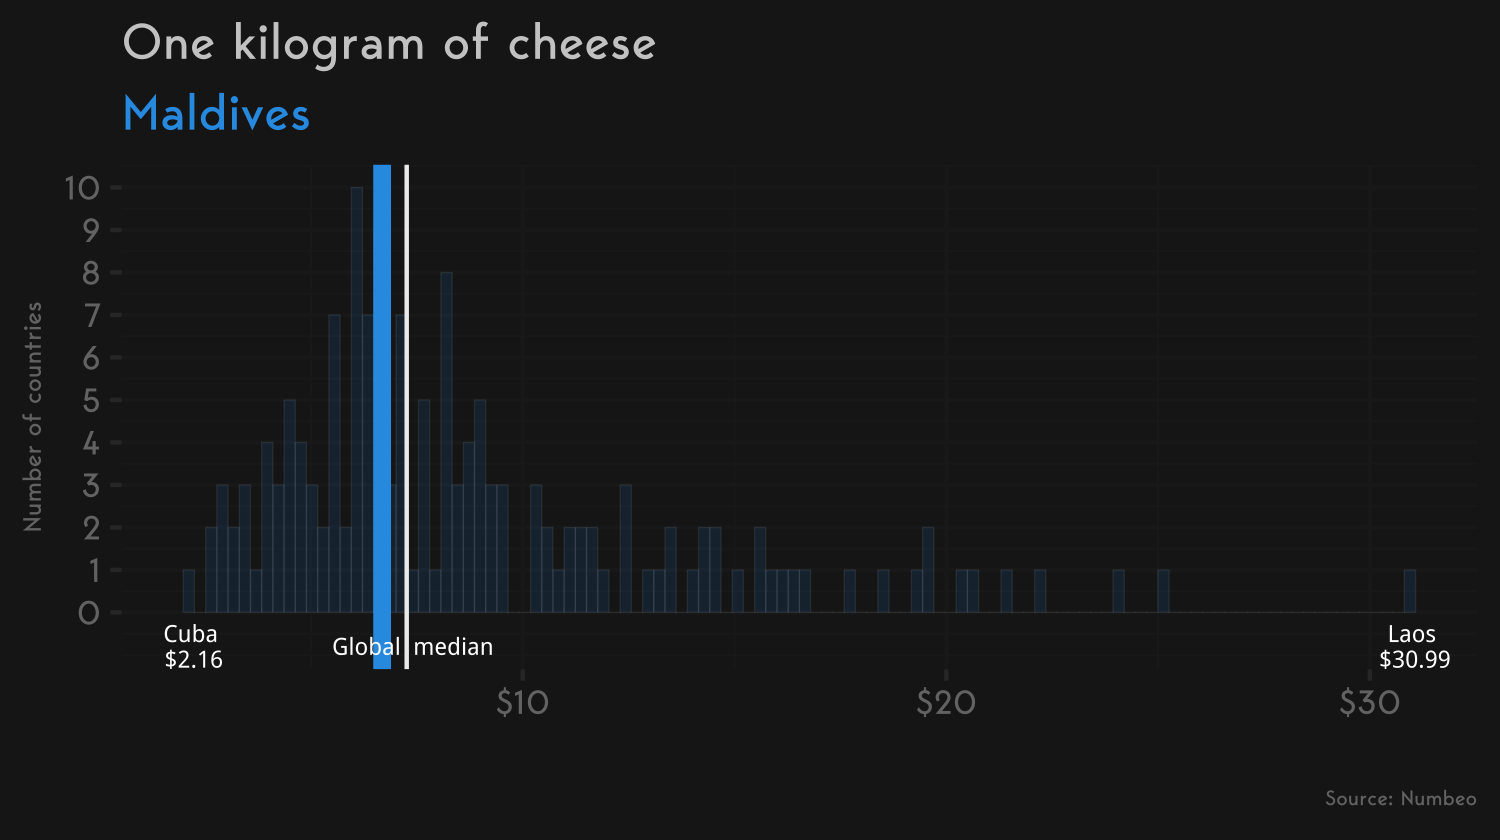 One kilogram of cheese
Maldives
Number of countries
10
9
8
7
6
5
4
3
2
1
0
Cuba
$2.16
Global median
Laos
$30.99
$10
$20
$30
Source: Numbeo